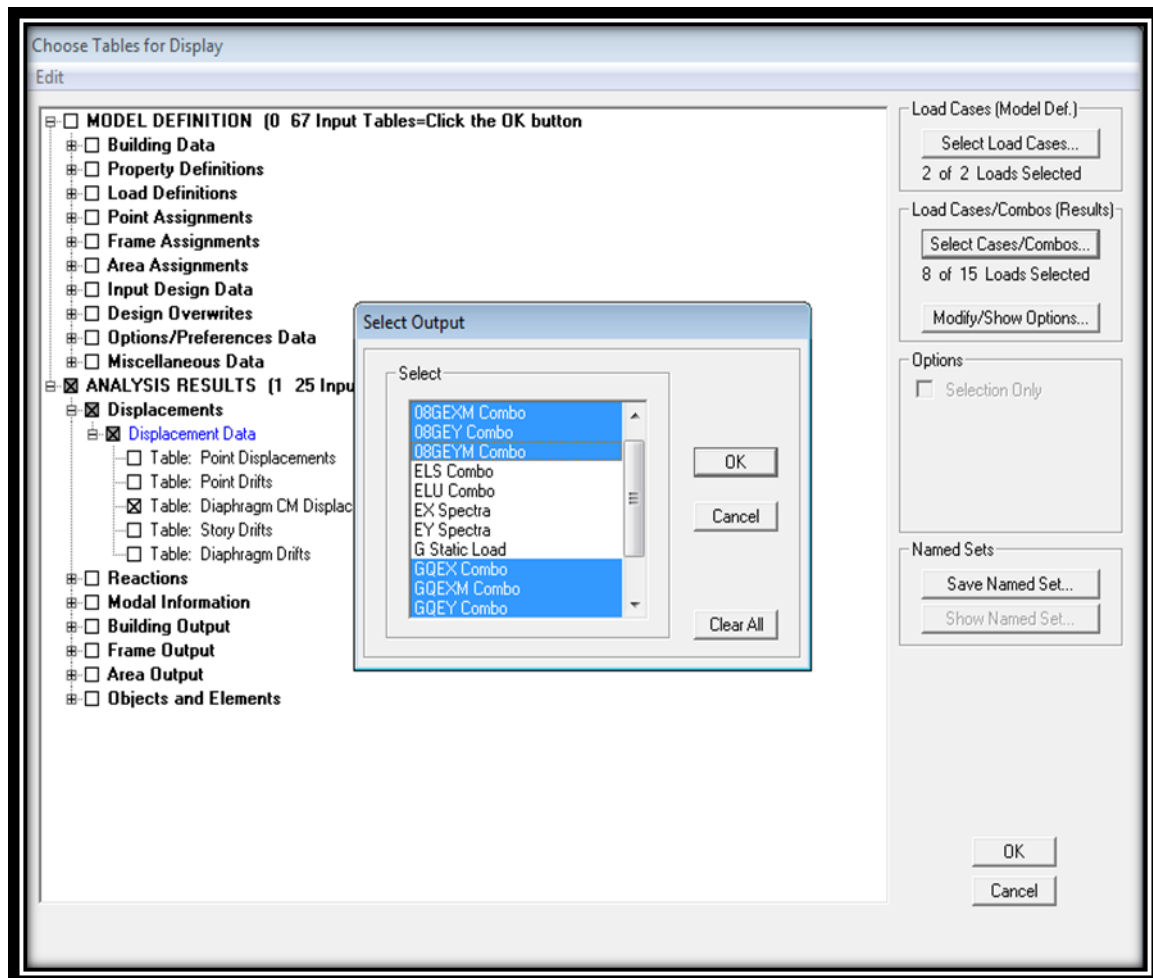 Choose Tables for Display
Edit
MODEL DEFINITION (0 67 Input Tables=Click the OK button
Building Data
Property Definitions
Load Definitions
Point Assignments
Frame Assignments
Area Assignments
Input Design Data
Design Overwrites
Options/Preferences Data
Miscellaneous Data
ANALYSIS RESULTS (1 25 Inpu
Displacements
Displacement Data
Table: Point Displacements
Table: Point Drifts
Table: Diaphragm CM Displac
Table: Story Drifts
Table: Diaphragm Drifts
Reactions
Modal Information
Building Output
Frame Output
Area Output
Objects and Elements
Select Output
Select
08GEXM Combo
08GEY Combo
08GEYM Combo
ELS Combo
ELU Combo
EX Spectra
EY Spectra
G Static Load
GQEX Combo
GQEXM Combo
GQEY Combo
OK
Cancel
Clear All
Load Cases (Model Def.)
Select Load Cases...
2 of 2 Loads Selected
Load Cases/Combos (Results)
Select Cases/Combos...
8 of 15 Loads Selected
Modify/Show Options...
Options
Selection Only
Named Sets
Save Named Set...
Show Named Set...
OK
Cancel